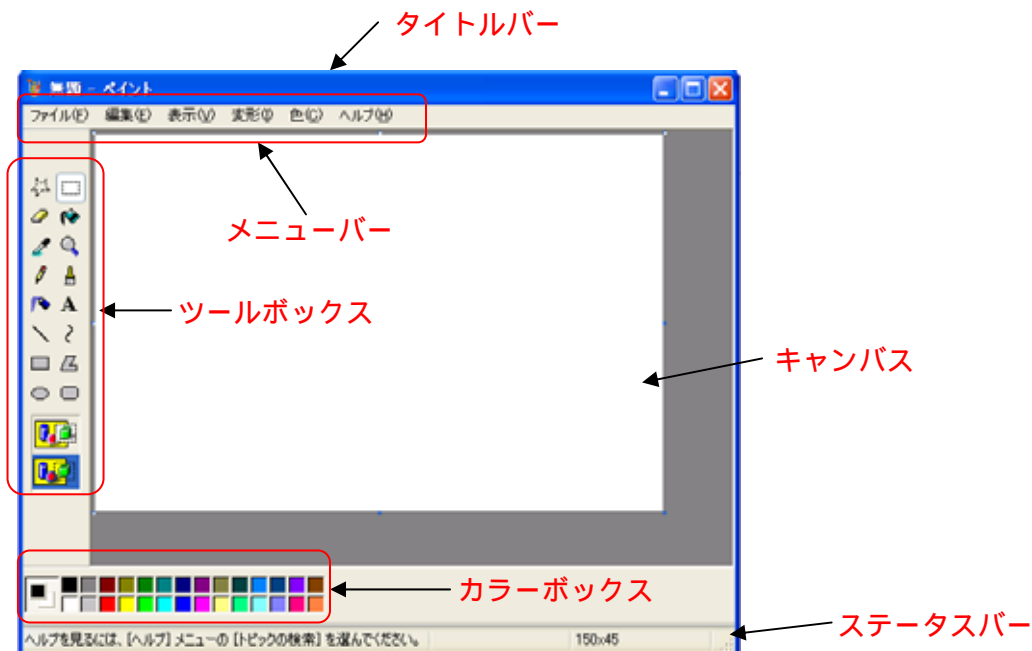 タイトルバー
無題 - ペイント
ファイル(F) 編集(E) 表示(V) 変形(I) 色(C) ヘルプ(H)
メニューバー
A
ツールボックス
キャンバス
カラーボックス
ヘルプを見るには、[ヘルプ] メニューの [トピックの検索] を選んでください。 150x45
ステータスバー